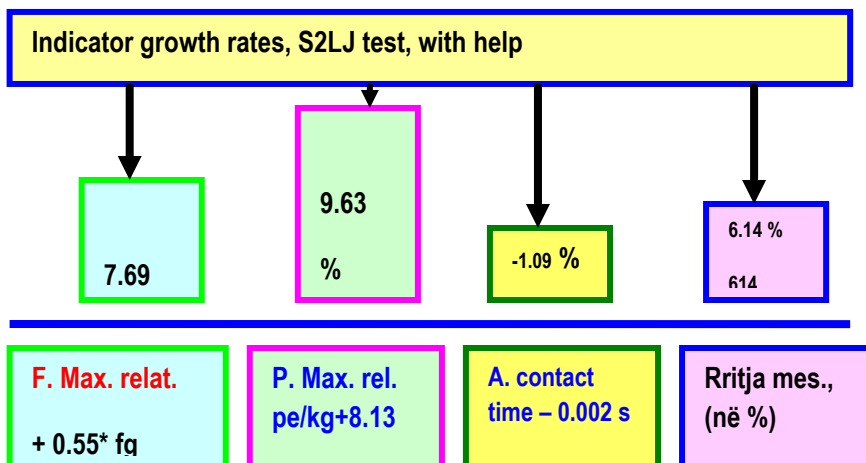 Indicator growth rates, S2LJ test, with help
7.69
9.63
%
-1.09 %
6.14 %
614
F. Max. relat.
+ 0.55* fg
P. Max. rel.
pe/kg+8.13
A. contact
time – 0.002 s
Rritja mes.,
(në %)